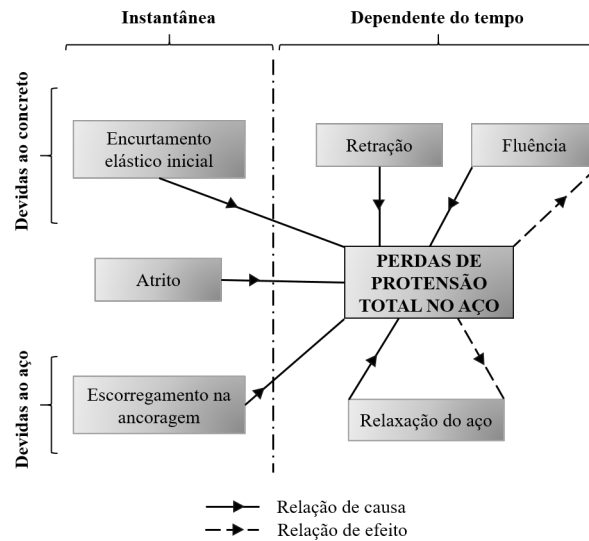 Instantânea
Dependente do tempo
Devidas ao concreto
Encurtamento
elástico inicial
Retração
Fluência
Atrito
PERDAS DE
PROTENSÃO
TOTAL NO AÇO
Devidas ao aço
Escorregamento na
ancoragem
Relaxação do aço
Relação de causa
Relação de efeito